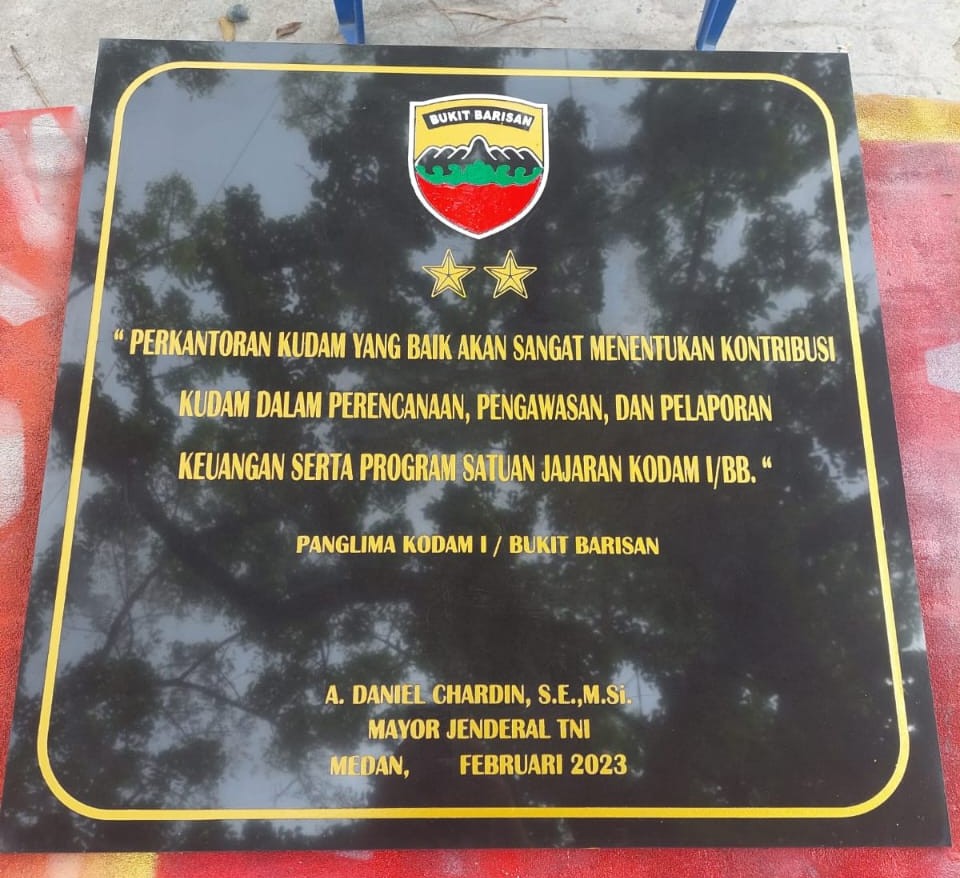 BUKIT BARISAN
“ PERKANTORAN KUDAM YANG BAIK AKAN SANGAT MENENTUKAN KONTRIBUSI
KUDAM DALAM PERENCANAAN, PENGAWASAN, DAN PELAPORAN
KEUANGAN SERTA PROGRAM SATUAN JAJARAN KODAM I/BB. “
PANGLIMA KODAM I / BUKIT BARISAN
A. DANIEL CHARDIN, S.E.,M.Si.
MAYOR JENDERAL TNI
MEDAN, FEBRUARI 2023